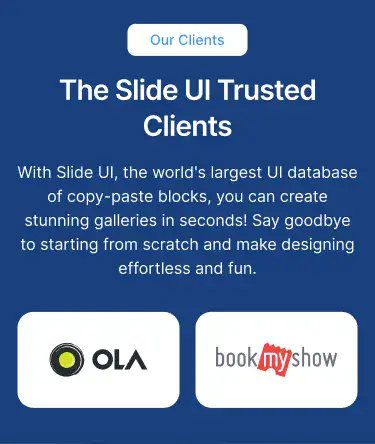 Our Clients
The Slide UI Trusted
Clients
With Slide UI, the world's largest UI database
of copy-paste blocks, you can create
stunning galleries in seconds! Say goodbye
to starting from scratch and make designing
effortless and fun.
OLA
bookmyshow